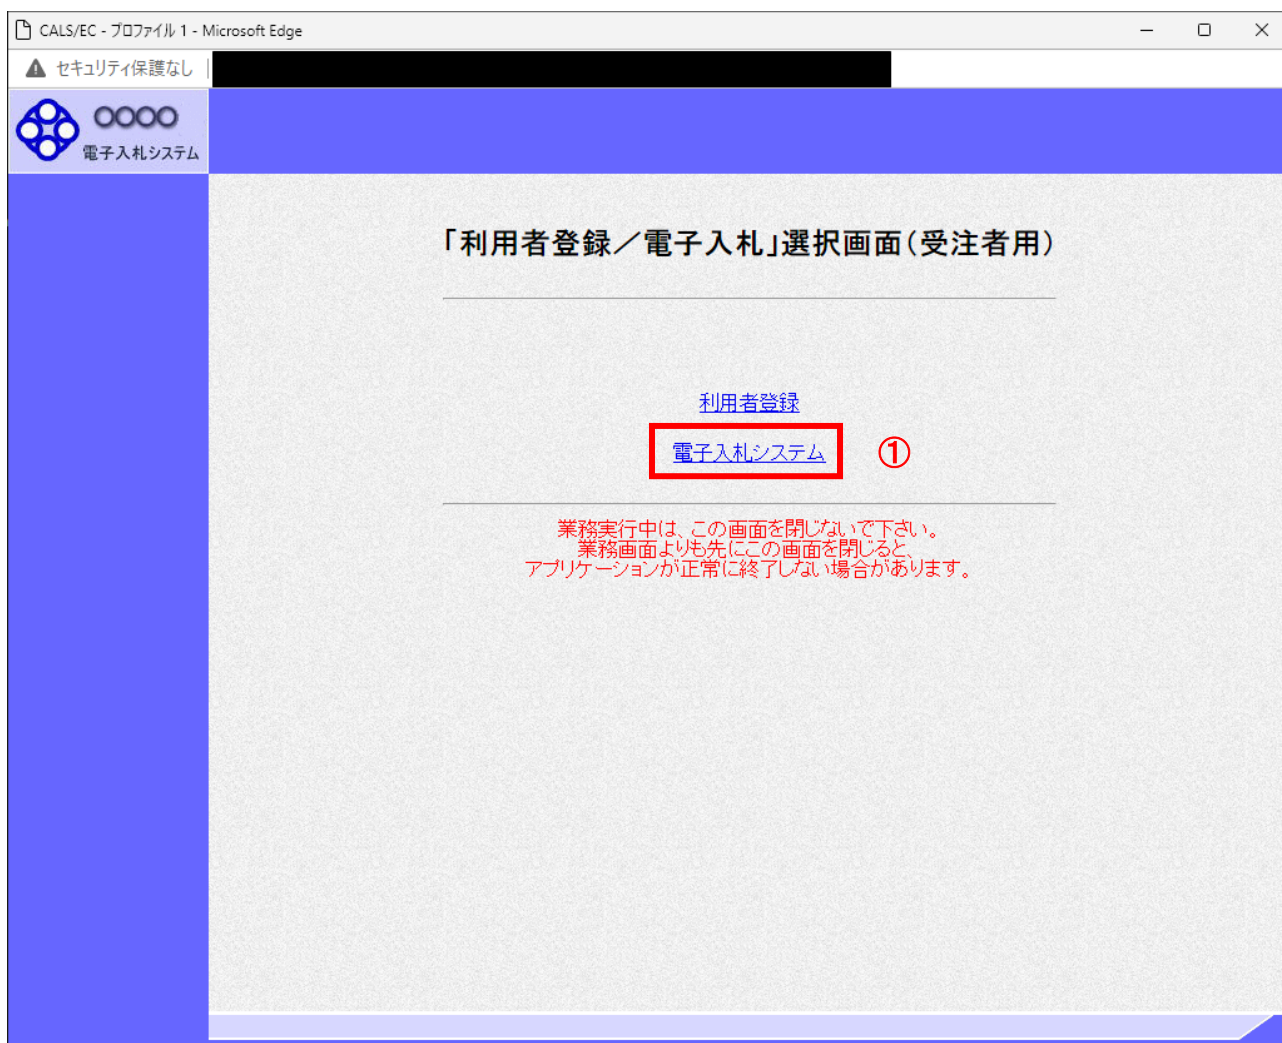 CALS/EC - プロファイル 1 - Microsoft Edge
セキュリティ保護なし
○○○○
電子入札システム
「利用者登録／電子入札」選択画面(受注者用)
利用者登録
電子入札システム ①
業務実行中は、この画面を閉じないで下さい。
業務画面よりも先にこの画面を閉じると、
アプリケーションが正常に終了しない場合があります。